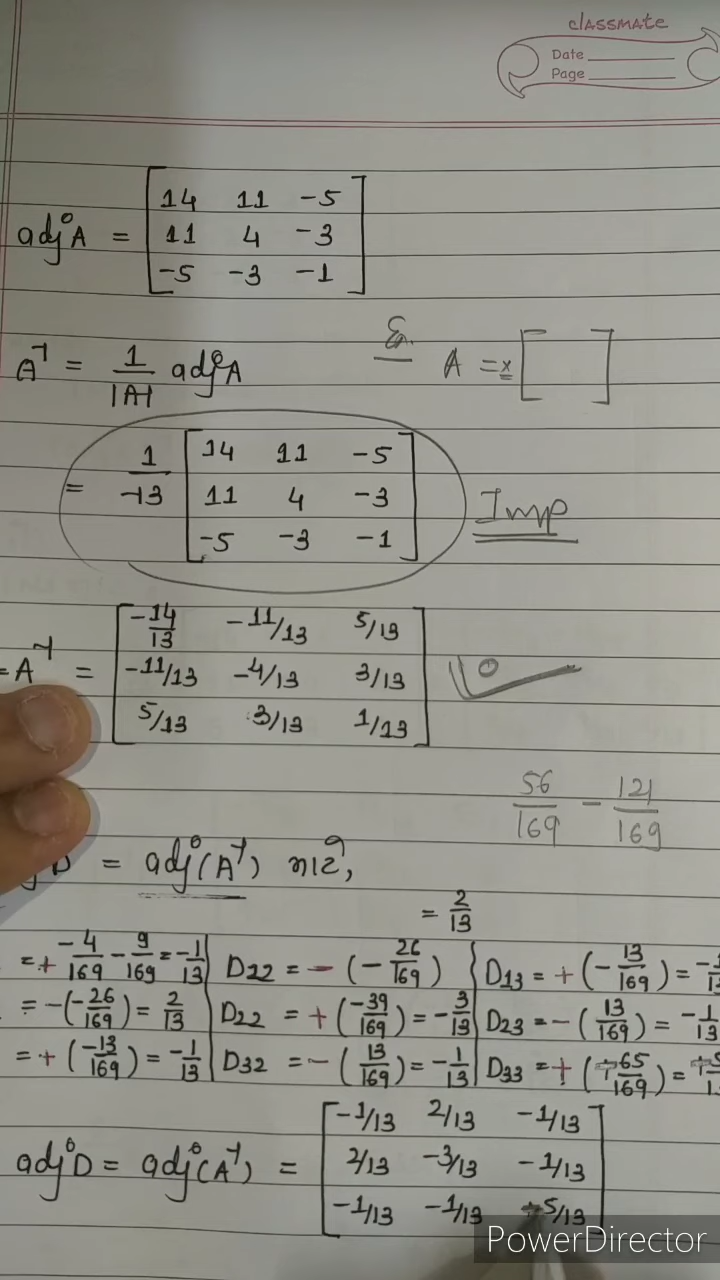 classmate
Date
Page
adj A = [14 11 -5
11 4 -3
-5 -3 -1]
A⁻¹ = 1/|A| adj A
A = x [ ]
= 1/-13 [14 11 -5
11 4 -3
-5 -3 -1]
Imp
A⁻¹ = [-14/13 -11/13 5/13
-11/13 -4/13 3/13
5/13 3/13 1/13]
56/169 - 121/169
D = adj(A⁻¹)
= 2/13
= + -4/169 - 9/169 = -1/13 D12 = - (-26/169) D13 = + (-13/169) =
= -(-26/169) = 2/13 D22 = + (-39/169) = -3/13 D23 = - (13/169) = -1/13
= + (-13/169) = -1/13 D32 = - (13/169) = -1/13 D33 = + (-65/169) =
adj D = adj(A⁻¹) = [-1/13 2/13 -1/13
2/13 -3/13 -1/13
-1/13 -1/13 5/13]
PowerDirector